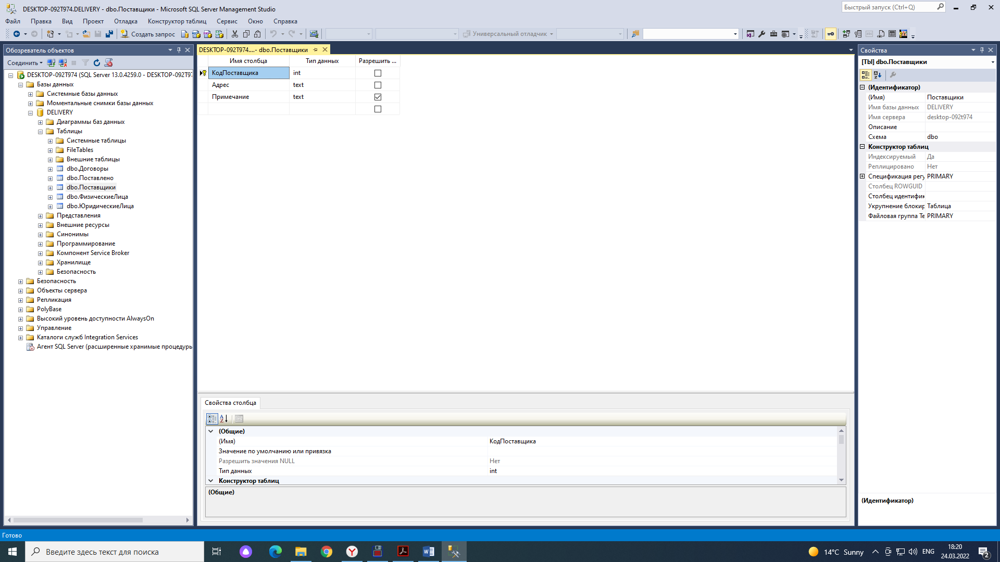 DESKTOP-092T974.DELIVERY - dbo.Поставщики - Microsoft SQL Server Management Studio
Быстрый запуск (Ctrl+Q)
Файл Правка Вид Проект Отладка Конструктор таблиц Сервис Окно Справка
Создать запрос
Универсальный отладчик
Обозреватель объектов
Соединить
DESKTOP-092T974 (SQL Server 13.0.4259.0 - DESKTOP-092T97
Базы данных
Системные базы данных
Моментальные снимки базы данных
DELIVERY
Диаграммы баз данных
Таблицы
Системные таблицы
FileTables
Внешние таблицы
dbo.Договоры
dbo.Поставлено
dbo.Поставщики
dbo.ФизическиеЛица
dbo.ЮридическиеЛица
Представления
Внешние ресурсы
Синонимы
Программирование
Компонент Service Broker
Хранилище
Безопасность
Безопасность
Объекты сервера
Репликация
PolyBase
Высокий уровень доступности AlwaysOn
Управление
Каталоги служб Integration Services
Агент SQL Server (расширенные хранимые процедуры
DESKTOP-092T974....- dbo.Поставщики
Имя столбца Тип данных Разрешить ...
КодПоставщика int
Адрес text
Примечание text
Свойства столбца
(Общие)
(Имя) КодПоставщика
Значение по умолчанию или привязка
Разрешить значения NULL Нет
Тип данных int
Конструктор таблиц
(Общие)
Свойства
[Tbl] dbo.Поставщики
(Идентификатор)
(Имя) Поставщики
Имя базы данных DELIVERY
Имя сервера desktop-092t974
Описание
Схема dbo
Конструктор таблиц
Индексируемый Да
Реплицировано Нет
Спецификация регу PRIMARY
Столбец ROWGUID
Столбец идентифик
Укрупнение блокир Таблица
Файловая группа Te PRIMARY
(Идентификатор)
Готово
Введите здесь текст для поиска
14°C Sunny
ENG
18:20
24.03.2022
2